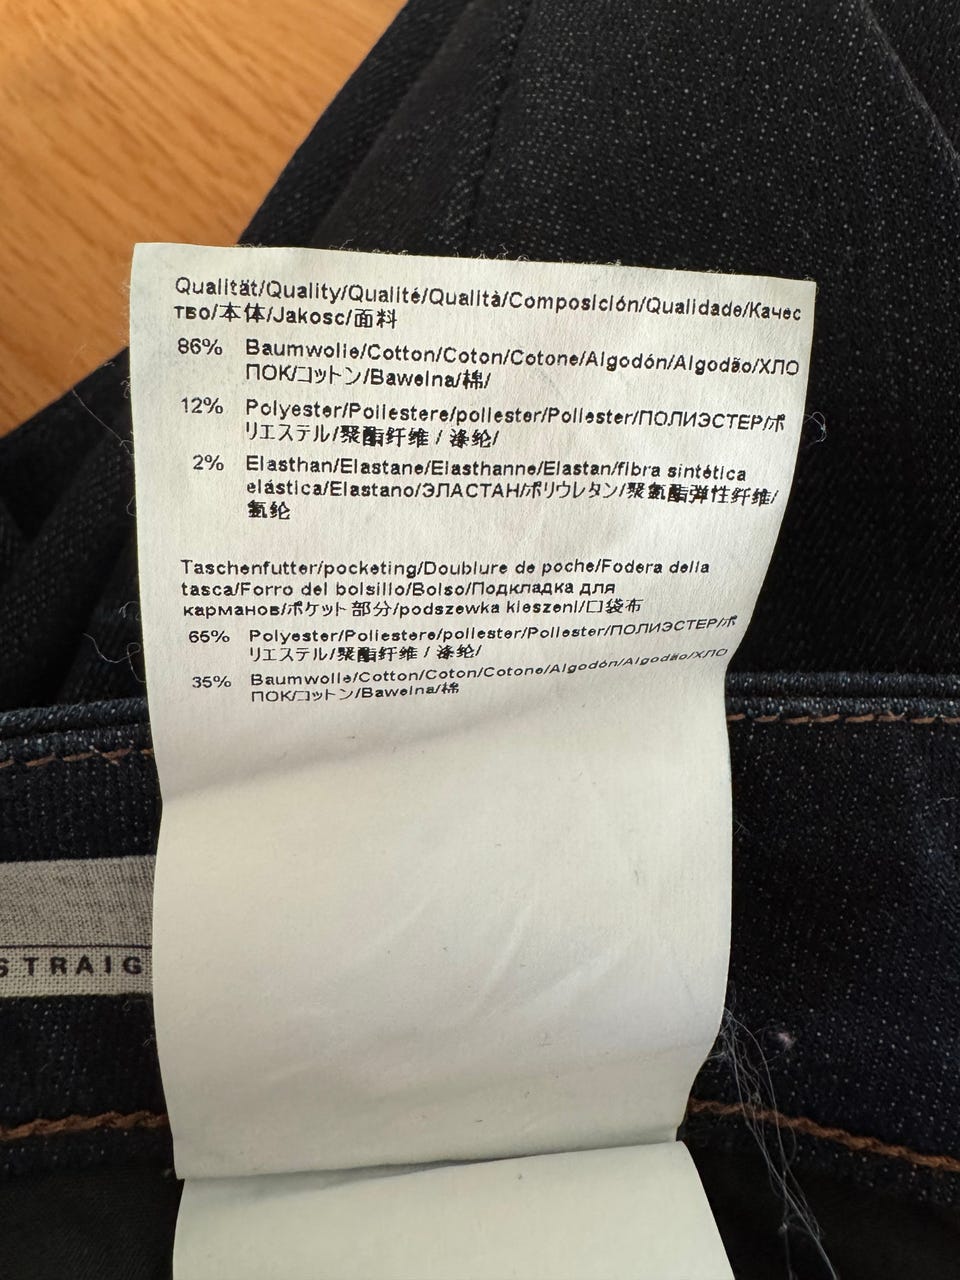 Qualität/Quality/Qualité/Qualità/Composición/Qualidade/Качес
тво/本体/Jakosc/面料
86% Baumwolle/Cotton/Coton/Cotone/Algodón/Algodão/ХЛО
ПОК/コットン/Bawelna/棉/
12% Polyester/Poliestere/poliester/Poliester/ПОЛИЭСТЕР/ポ
リエステル/聚酯纤维 / 涤纶/
2% Elasthan/Elastane/Elasthanne/Elastan/fibra sintética
elástica/Elastano/ЭЛАСТАН/ポリウレタン/聚氨酯弹性纤维/
氨纶
Taschenfutter/pocketing/Doublure de poche/Fodera della
tasca/Forro del bolsillo/Bolso/Подкладка для
карманов/ポケット部分/podszewka kieszeni/口袋布
65% Polyester/Poliestere/poliester/Poliester/ПОЛИЭСТЕР/ポ
リエステル/聚酯纤维 / 涤纶/
35% Baumwolle/Cotton/Coton/Cotone/Algodón/Algodão/ХЛО
ПОК/コットン/Bawelna/棉
STRAIG